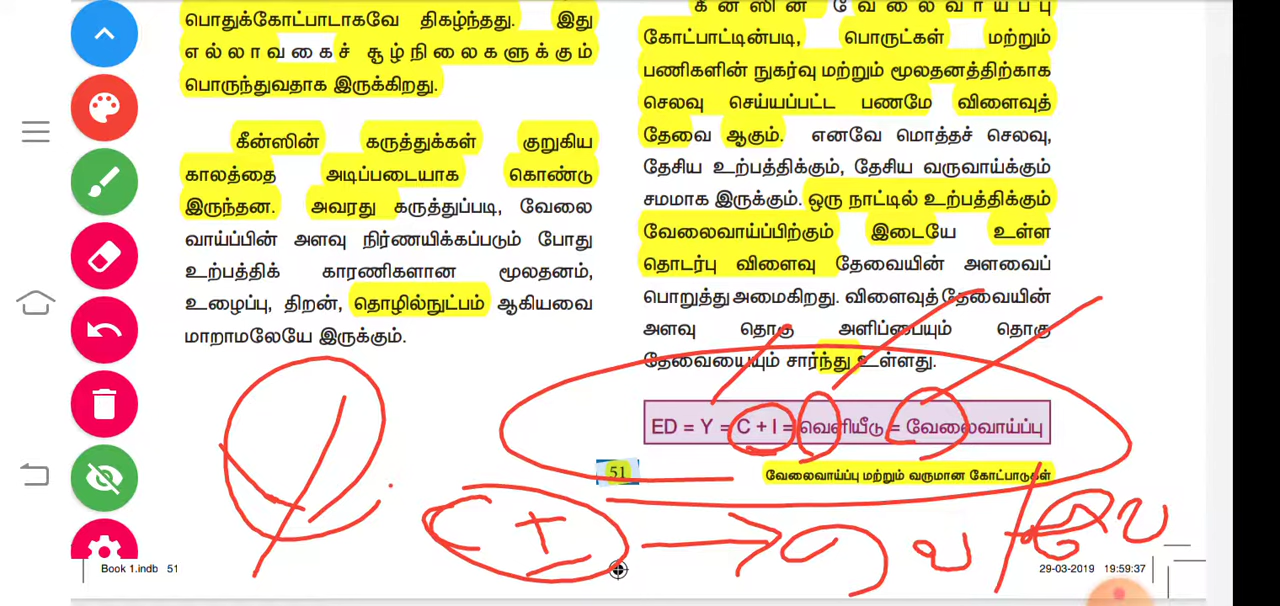 பொதுக்கோட்பாடாகவே திகழ்ந்தது. இது
எல்லாவகைச் சூழ்நிலைகளுக்கும்
பொருந்துவதாக இருக்கிறது.
கீன்ஸின் கருத்துக்கள் குறுகிய
காலத்தை அடிப்படையாக கொண்டு
இருந்தன. அவரது கருத்துப்படி, வேலை
வாய்ப்பின் அளவு நிர்ணயிக்கப்படும் போது
உற்பத்திக் காரணிகளான மூலதனம்,
உழைப்பு, திறன், தொழில்நுட்பம் ஆகியவை
மாறாமலேயே இருக்கும்.
கீன்ஸின் வேலைவாய்ப்பு
கோட்பாட்டின்படி, பொருட்கள் மற்றும்
பணிகளின் நுகர்வு மற்றும் மூலதனத்திற்காக
செலவு செய்யப்பட்ட பணமே விளைவுத்
தேவை ஆகும். எனவே மொத்தச் செலவு,
தேசிய உற்பத்திக்கும், தேசிய வருவாய்க்கும்
சமமாக இருக்கும். ஒரு நாட்டில் உற்பத்திக்கும்
வேலைவாய்ப்பிற்கும் இடையே உள்ள
தொடர்பு விளைவு தேவையின் அளவைப்
பொறுத்து அமைகிறது. விளைவுத் தேவையின்
அளவு தொகு அளிப்பையும் தொகு
தேவையையும் சார்ந்து உள்ளது.
ED = Y = C + I = வெளியீடு = வேலைவாய்ப்பு
51 வேலைவாய்ப்பு மற்றும் வருமான கோட்பாடுகள்
C I
Book 1.indb 51 29-03-2019 19:59:37